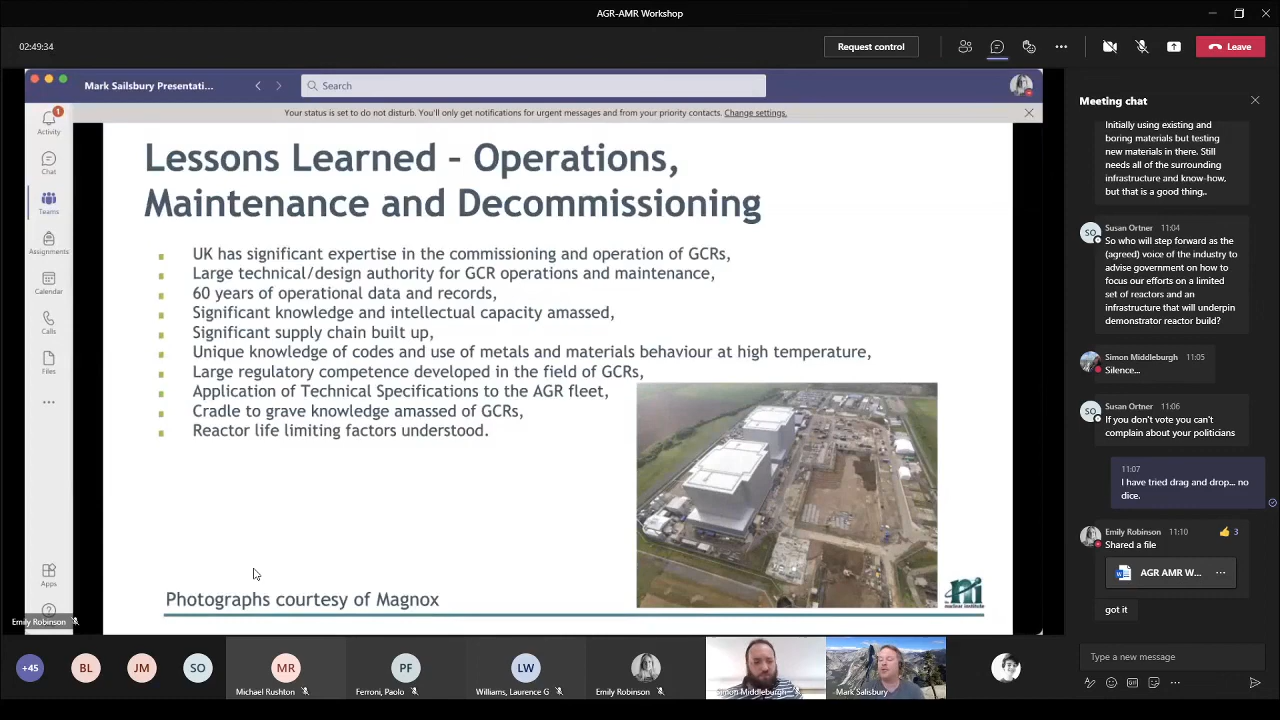 AGR-AMR Workshop
02:49:34
Request control
Leave
Mark Sailsbury Presentati...
Search
Your status is set to do not disturb. You'll only get notifications for urgent messages and from your priority contacts. Change settings.
1
Activity
Chat
Teams
Assignments
Calendar
Calls
Files
Apps
Lessons Learned - Operations,
Maintenance and Decommissioning
UK has significant expertise in the commissioning and operation of GCRs,
Large technical/design authority for GCR operations and maintenance,
60 years of operational data and records,
Significant knowledge and intellectual capacity amassed,
Significant supply chain built up,
Unique knowledge of codes and use of metals and materials behaviour at high temperature,
Large regulatory competence developed in the field of GCRs,
Application of Technical Specifications to the AGR fleet,
Cradle to grave knowledge amassed of GCRs,
Reactor life limiting factors understood.
Photographs courtesy of Magnox
ni
nuclear institute
Emily Robinson
Meeting chat
Initially using existing and
boring materials but testing
new materials in there. Still
needs all of the surrounding
infrastructure and know-how,
but that is a good thing..
SO
Susan Ortner 11:04
So who will step forward as the
(agreed) voice of the industry to
advise government on how to
focus our efforts on a limited
set of reactors and an
infrastructure that will underpin
demonstrator reactor build?
Simon Middleburgh 11:05
Silence...
SO
Susan Ortner 11:06
If you don't vote you can't
complain about your politicians
11:07
I have tried drag and drop... no
dice.
Emily Robinson 11:10
3
Shared a file
AGR AMR W...
got it
Type a new message
+45
BL
JM
SO
MR
Michael Rushton
PF
Ferroni, Paolo
LW
Williams, Laurence G
Emily Robinson
Simon Middleburgh
Mark Salisbury